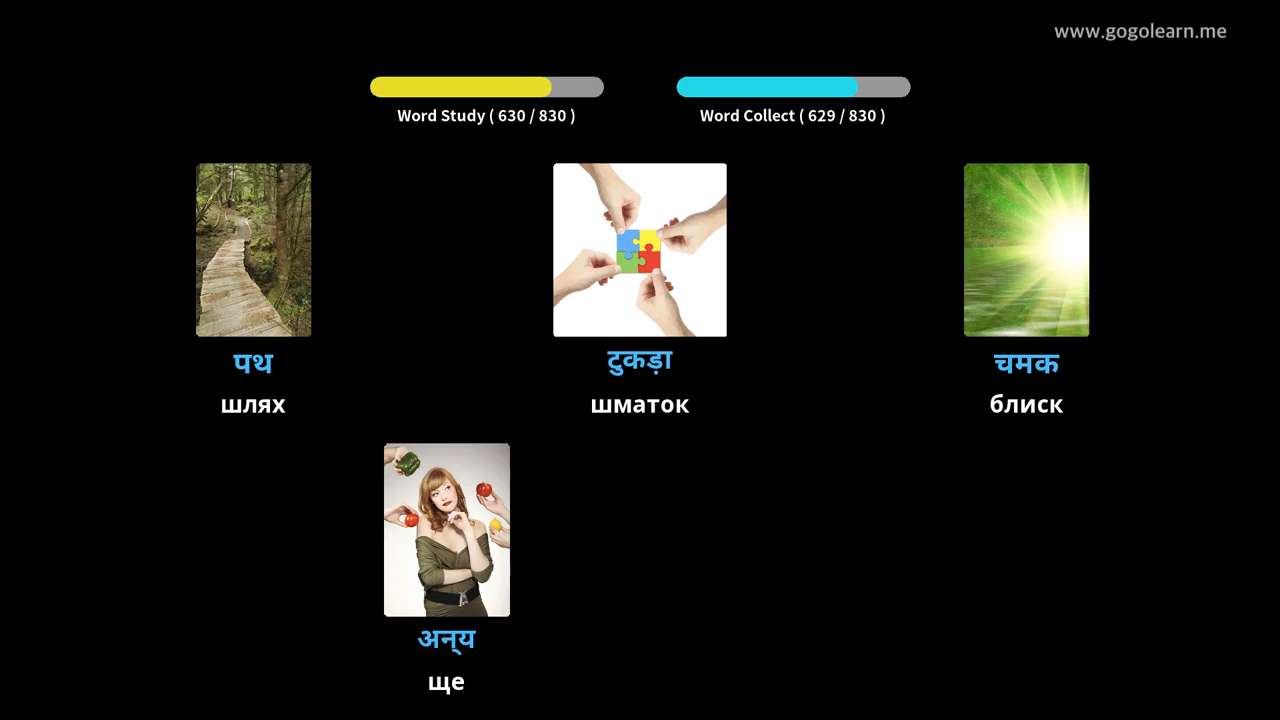 www.gogolearn.me
Word Study ( 630 / 830 )
Word Collect ( 629 / 830 )
पथ
टुकड़ा
चमक
шлях
шматок
блиск
अन्‌य
ще